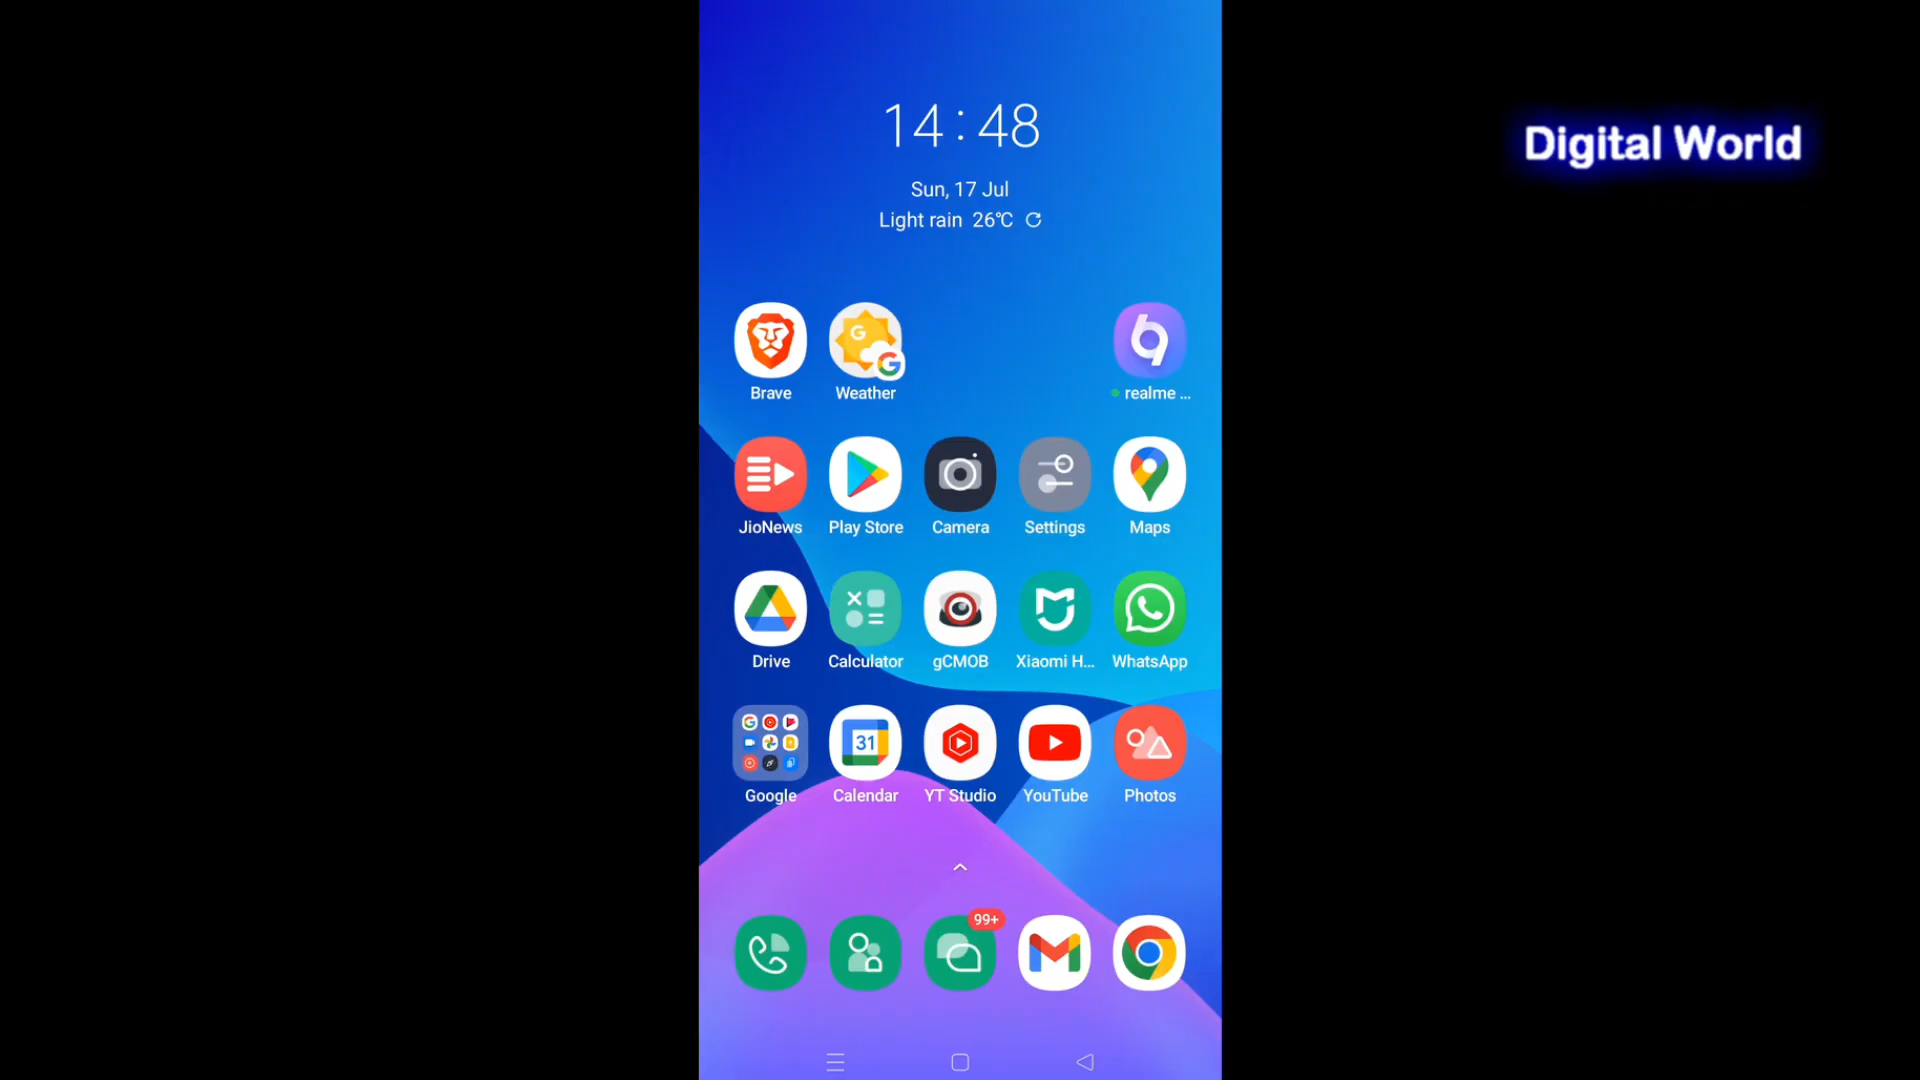 14:48
Digital World
Sun, 17 Jul
Light rain 26°C
Brave
Weather
realme ...
JioNews
Play Store
Camera
Settings
Maps
Drive
Calculator
gCMOB
Xiaomi H...
WhatsApp
31
Google
Calendar
YT Studio
YouTube
Photos
99+